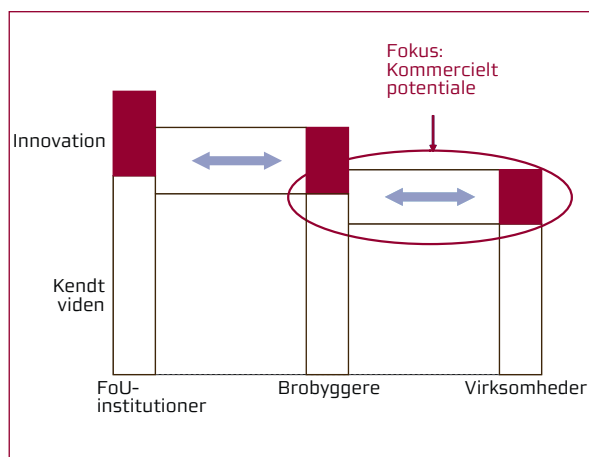 Fokus:
Kommercielt
potentiale
Innovation
Kendt
viden
FoU-
institutioner
Brobyggere
Virksomheder